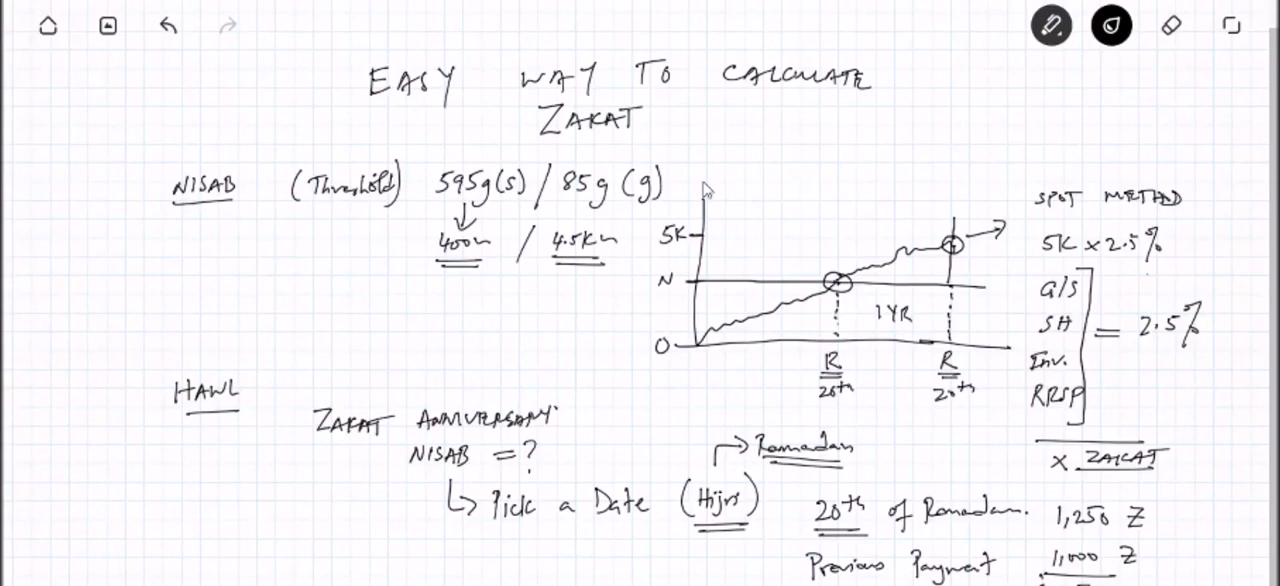 EASY WAY TO CALCULATE
ZAKAT
NISAB (Threshold) 595g(s) / 85g (g)
400 / 4.5K
5K
N
0
1YR
R
20th
R
20th
SPOT METHOD
5K x 2.5%
G/S
SH
Inv.
RRSP
= 2.5%
x ZAKAT
HAWL
ZAKAT ANNIVERSARY
NISAB = ?
Pick a Date (Hijri)
Ramadan
20th of Ramadan.
Previous Payment
1,250 Z
1,000 Z